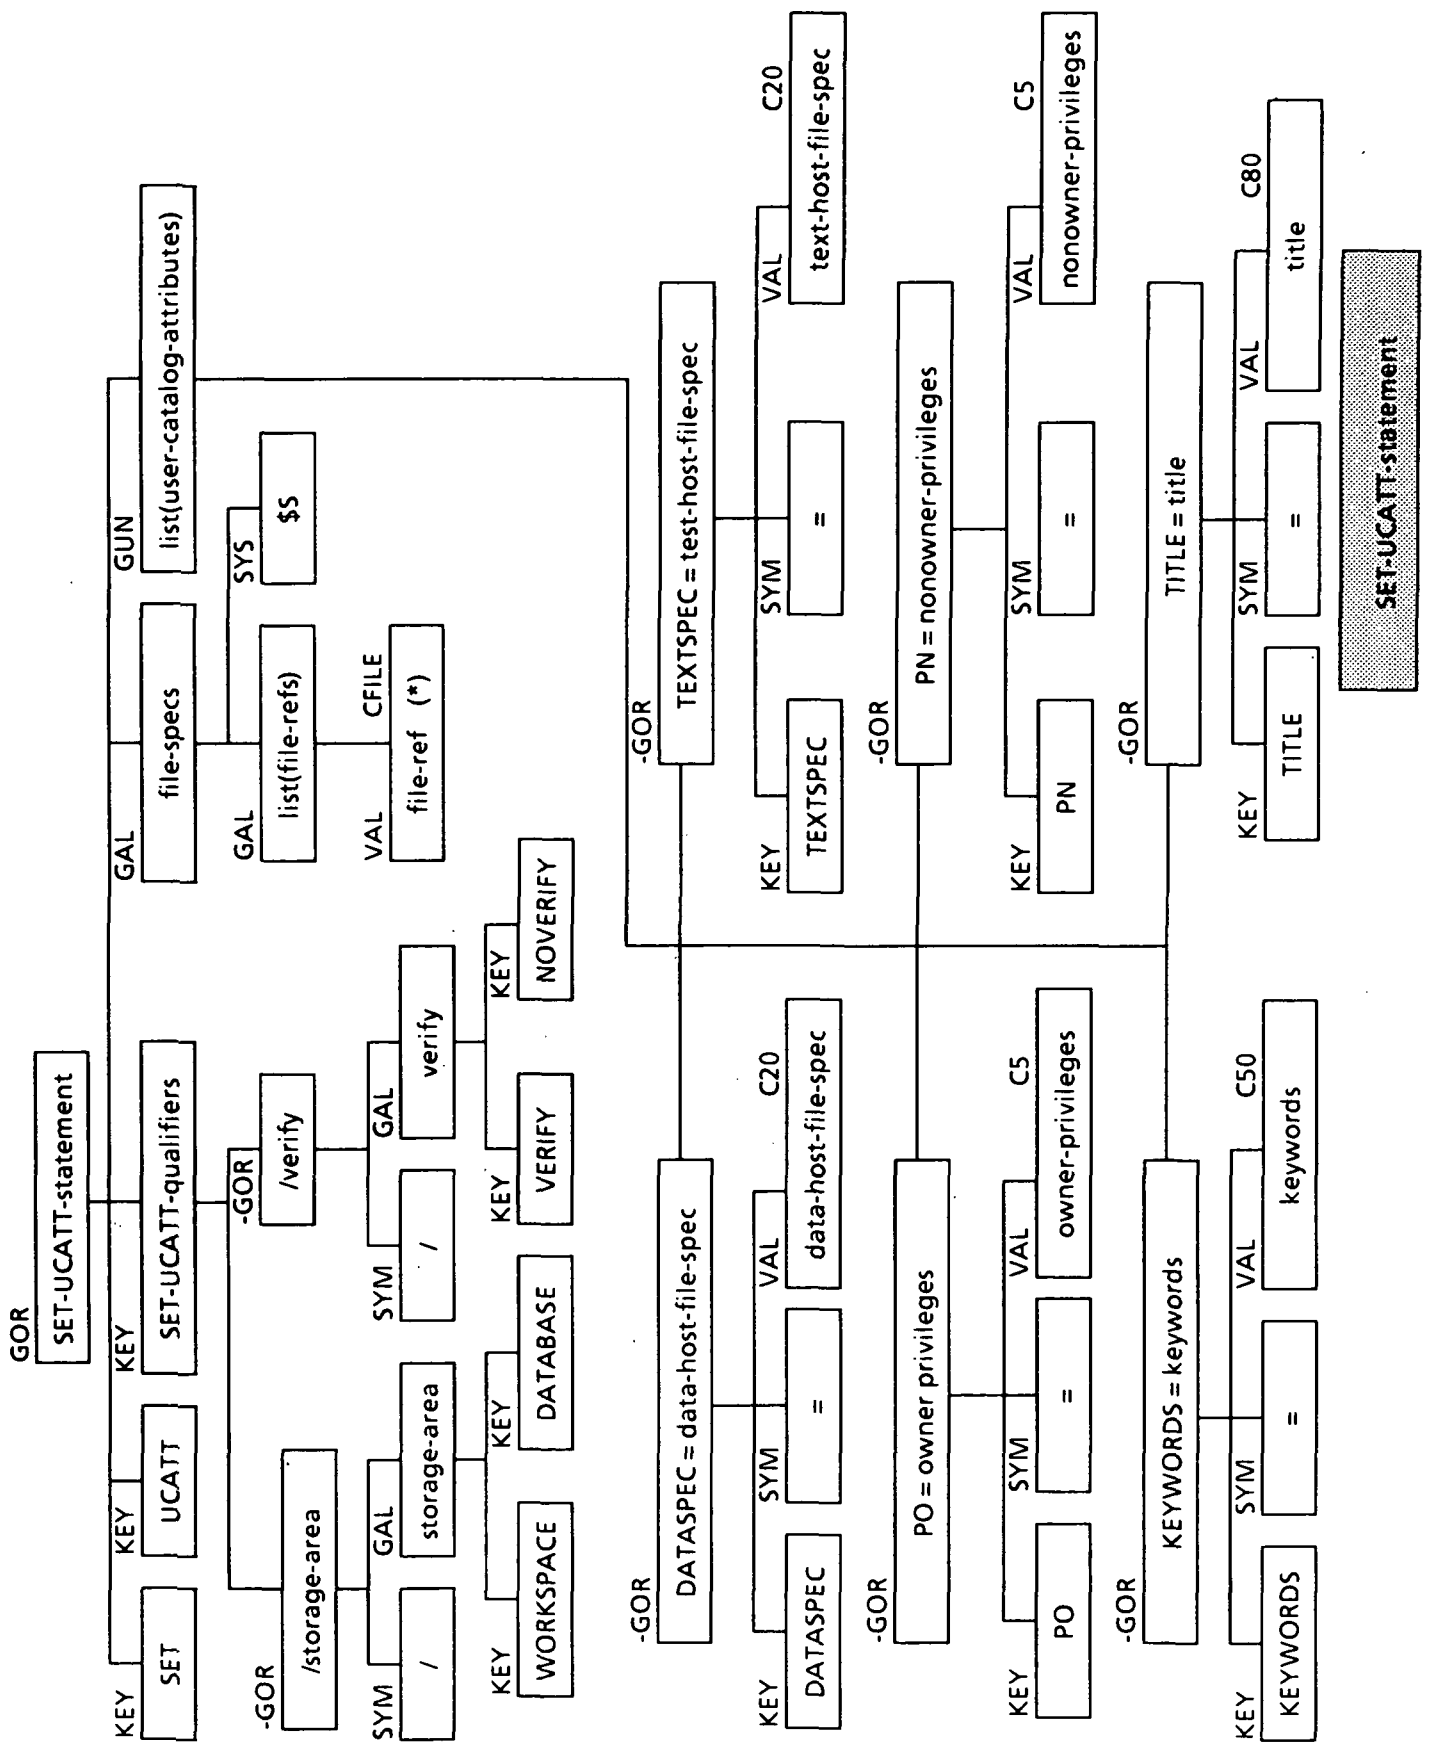 GOR
SET-UCATT-statement
KEY
SET
KEY
UCATT
KEY
SET-UCATT-qualifiers
GAL
file-specs
GUN
list(user-catalog-attributes)
-GOR
/storage-area
-GOR
/verify
GAL
list(file-refs)
SYS
$S
SYM
/
GAL
storage-area
SYM
/
GAL
verify
VAL
CFILE
file-ref (*)
KEY
WORKSPACE
KEY
DATABASE
KEY
VERIFY
KEY
NOVERIFY
-GOR
DATASPEC = data-host-file-spec
-GOR
TEXTSPEC = test-host-file-spec
KEY
DATASPEC
SYM
=
VAL
C20
data-host-file-spec
KEY
TEXTSPEC
SYM
=
VAL
C20
text-host-file-spec
-GOR
PO = owner privileges
-GOR
PN = nonowner-privileges
KEY
PO
SYM
=
VAL
C5
owner-privileges
KEY
PN
SYM
=
VAL
C5
nonowner-privileges
-GOR
KEYWORDS = keywords
-GOR
TITLE = title
KEY
KEYWORDS
SYM
=
VAL
C50
keywords
KEY
TITLE
SYM
=
VAL
C80
title
SET-UCATT-statement